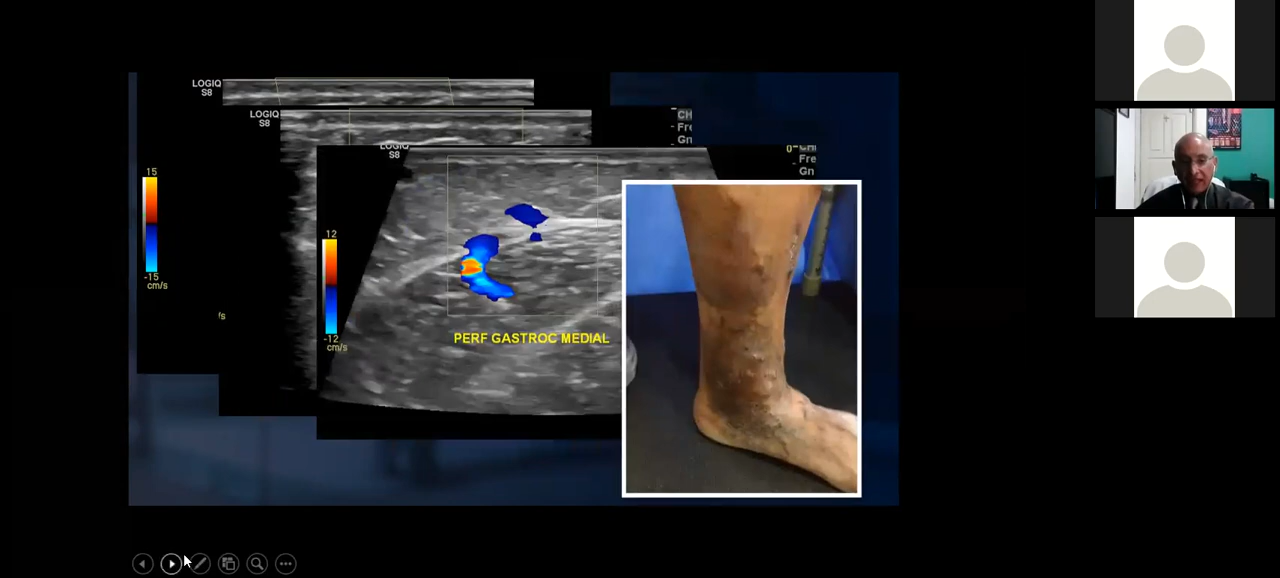 LOGIQ
S8
LOGIQ
S8
CH
Fre
Gn
LOGIQ
S8
Fre
Gn
15
-15
cm/s
12
-12
cm/s
PERF GASTROC MEDIAL